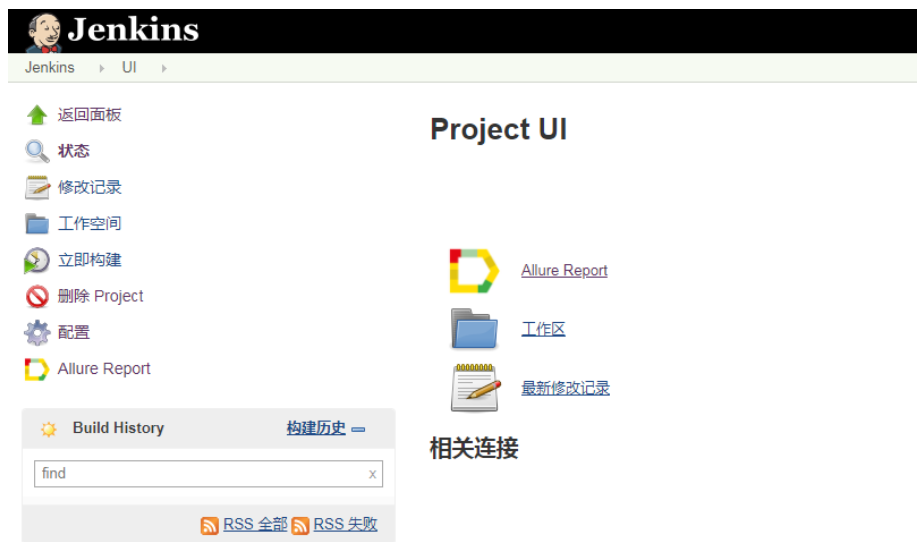 Jenkins
Jenkins UI
返回面板
状态
修改记录
工作空间
立即构建
删除 Project
配置
Allure Report
Build History 构建历史
find x
RSS 全部 RSS 失败
Project UI
Allure Report
工作区
最新修改记录
相关连接